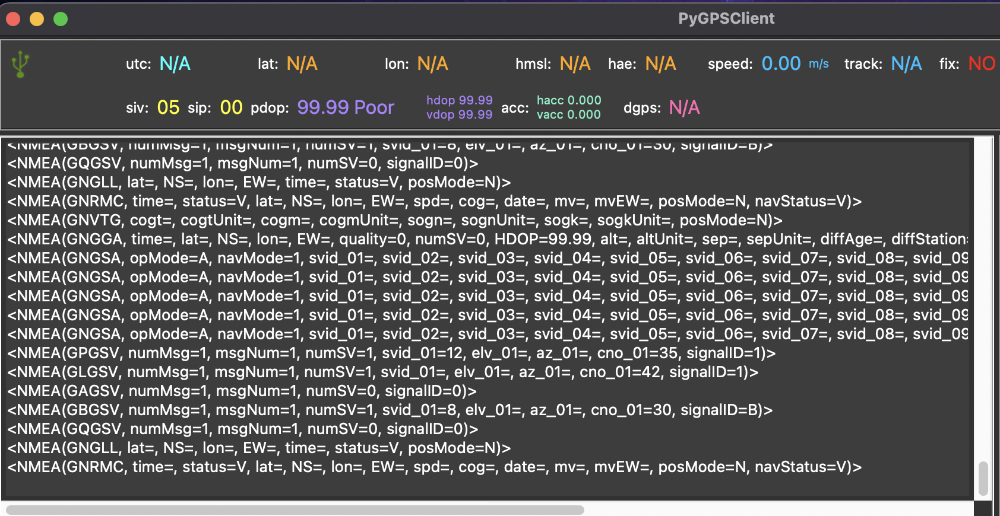 PyGPSClient
utc: N/A lat: N/A lon: N/A hmsl: N/A hae: N/A speed: 0.00 m/s track: N/A fix: NO
siv: 05 sip: 00 pdop: 99.99 Poor hdop 99.99 vdop 99.99 acc: hacc 0.000 vacc 0.000 dgps: N/A
<NMEA(GBGSV, numMsg=1, msgNum=1, numSV=1, svid_01=8, elv_01=, az_01=, cno_01=30, signalID=B)>
<NMEA(GQGSV, numMsg=1, msgNum=1, numSV=0, signalID=0)>
<NMEA(GNGLL, lat=, NS=, lon=, EW=, time=, status=V, posMode=N)>
<NMEA(GNRMC, time=, status=V, lat=, NS=, lon=, EW=, spd=, cog=, date=, mv=, mvEW=, posMode=N, navStatus=V)>
<NMEA(GNVTG, cogt=, cogtUnit=, cogm=, cogmUnit=, sogn=, sognUnit=, sogk=, sogkUnit=, posMode=N)>
<NMEA(GNGGA, time=, lat=, NS=, lon=, EW=, quality=0, numSV=0, HDOP=99.99, alt=, altUnit=, sep=, sepUnit=, diffAge=, diffStation=
<NMEA(GNGSA, opMode=A, navMode=1, svid_01=, svid_02=, svid_03=, svid_04=, svid_05=, svid_06=, svid_07=, svid_08=, svid_09
<NMEA(GNGSA, opMode=A, navMode=1, svid_01=, svid_02=, svid_03=, svid_04=, svid_05=, svid_06=, svid_07=, svid_08=, svid_09
<NMEA(GNGSA, opMode=A, navMode=1, svid_01=, svid_02=, svid_03=, svid_04=, svid_05=, svid_06=, svid_07=, svid_08=, svid_09
<NMEA(GNGSA, opMode=A, navMode=1, svid_01=, svid_02=, svid_03=, svid_04=, svid_05=, svid_06=, svid_07=, svid_08=, svid_09
<NMEA(GNGSA, opMode=A, navMode=1, svid_01=, svid_02=, svid_03=, svid_04=, svid_05=, svid_06=, svid_07=, svid_08=, svid_09
<NMEA(GPGSV, numMsg=1, msgNum=1, numSV=1, svid_01=12, elv_01=, az_01=, cno_01=35, signalID=1)>
<NMEA(GLGSV, numMsg=1, msgNum=1, numSV=1, svid_01=, elv_01=, az_01=, cno_01=42, signalID=1)>
<NMEA(GAGSV, numMsg=1, msgNum=1, numSV=0, signalID=0)>
<NMEA(GBGSV, numMsg=1, msgNum=1, numSV=1, svid_01=8, elv_01=, az_01=, cno_01=30, signalID=B)>
<NMEA(GQGSV, numMsg=1, msgNum=1, numSV=0, signalID=0)>
<NMEA(GNGLL, lat=, NS=, lon=, EW=, time=, status=V, posMode=N)>
<NMEA(GNRMC, time=, status=V, lat=, NS=, lon=, EW=, spd=, cog=, date=, mv=, mvEW=, posMode=N, navStatus=V)>